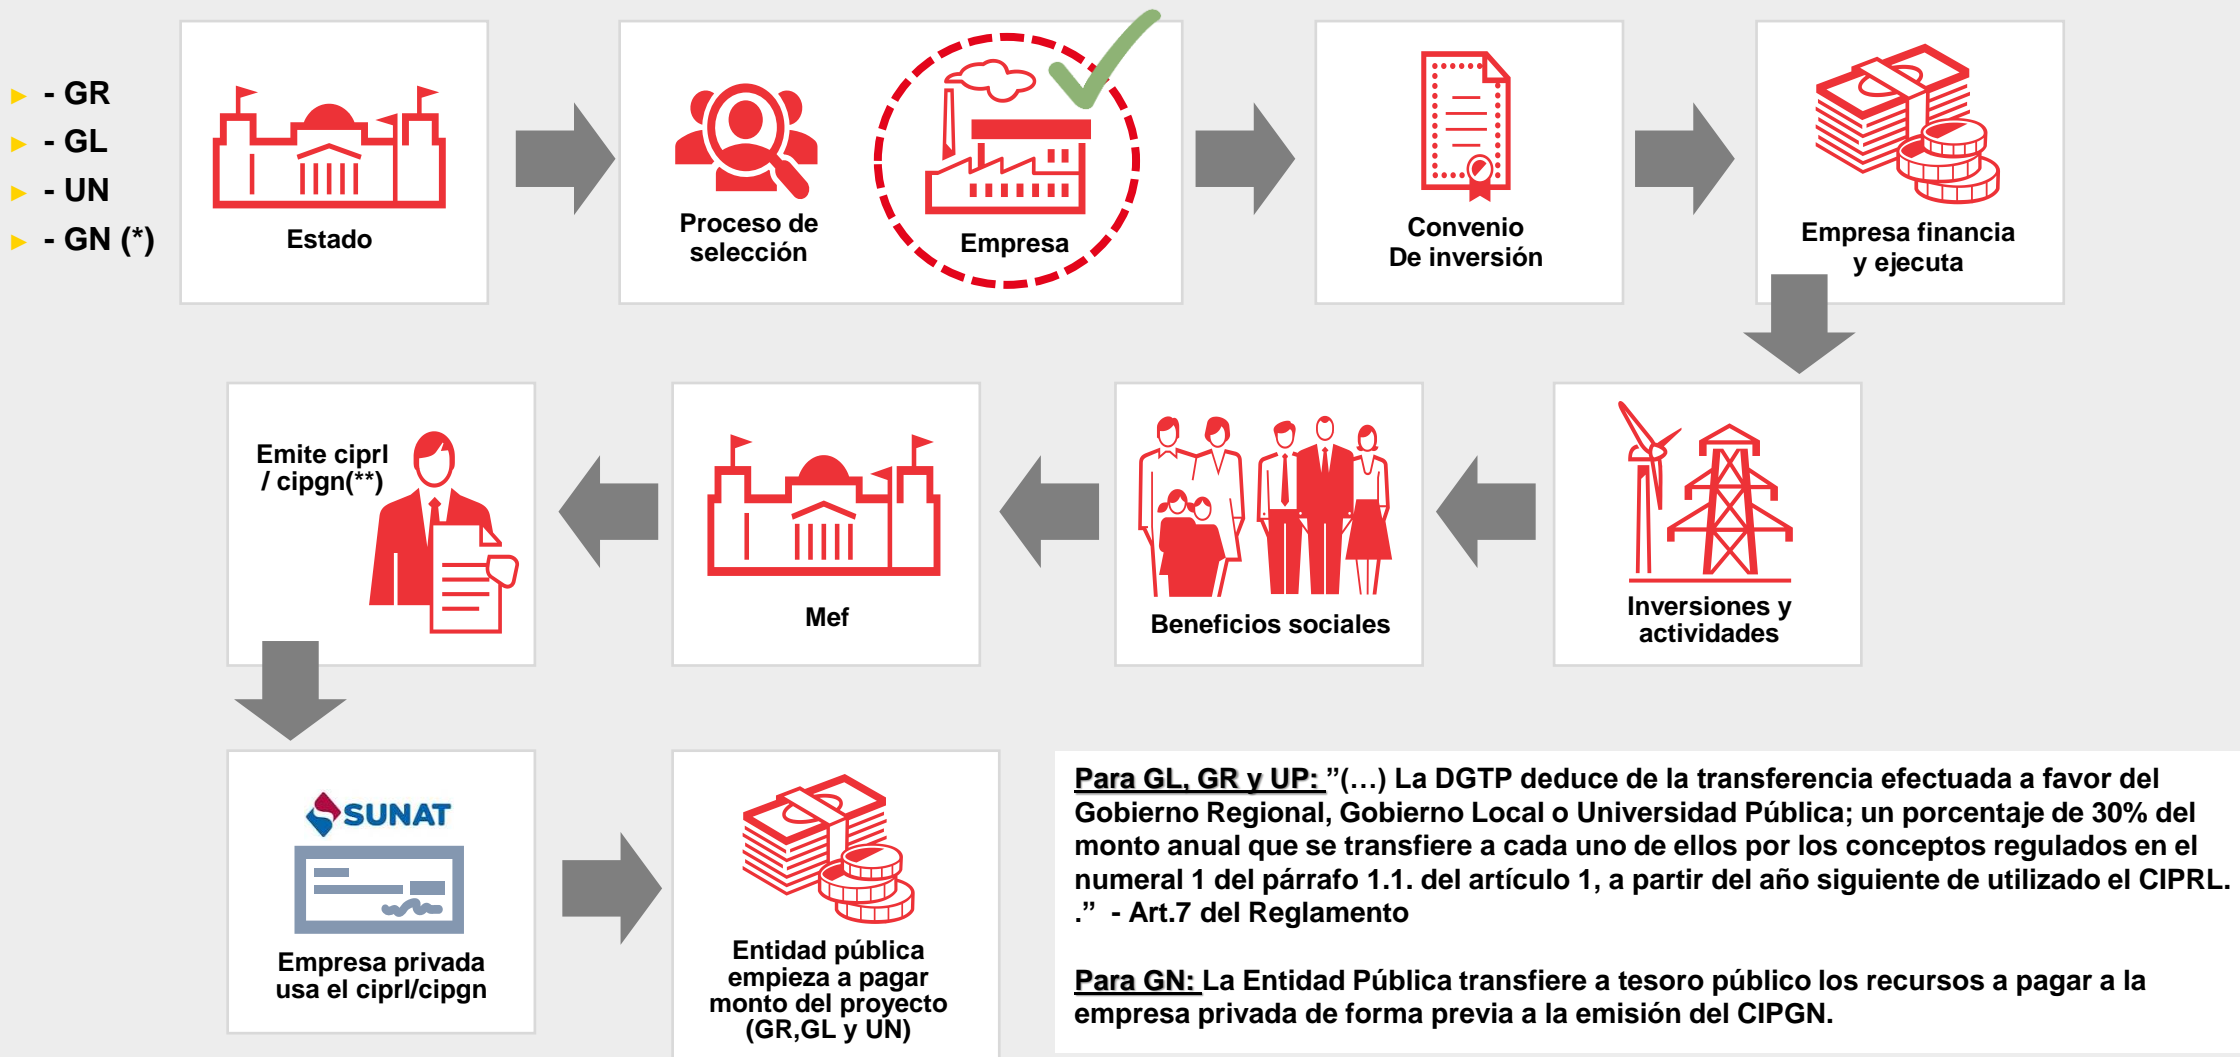 - GR
- GL
- UN
- GN (*)
Estado
Proceso de
selección
Empresa
Convenio
De inversión
Empresa financia
y ejecuta
Emite ciprl
/ cipgn(**)
Mef
Beneficios sociales
Inversiones y
actividades
SUNAT
Empresa privada
usa el ciprl/cipgn
Entidad pública
empieza a pagar
monto del proyecto
(GR,GL y UN)
Para GL, GR y UP: ”(…) La DGTP deduce de la transferencia efectuada a favor del
Gobierno Regional, Gobierno Local o Universidad Pública; un porcentaje de 30% del
monto anual que se transfiere a cada uno de ellos por los conceptos regulados en el
numeral 1 del párrafo 1.1. del artículo 1, a partir del año siguiente de utilizado el CIPRL.
.” - Art.7 del Reglamento
Para GN: La Entidad Pública transfiere a tesoro público los recursos a pagar a la
empresa privada de forma previa a la emisión del CIPGN.